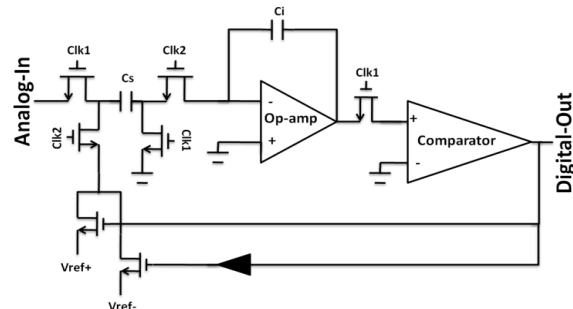 Ci
Clk1
Clk2
Cs
Clk1
Analog-In
-
Op-amp
+
+
Comparator
-
Digital-Out
Clk2
Clk1
Vref+
Vref-